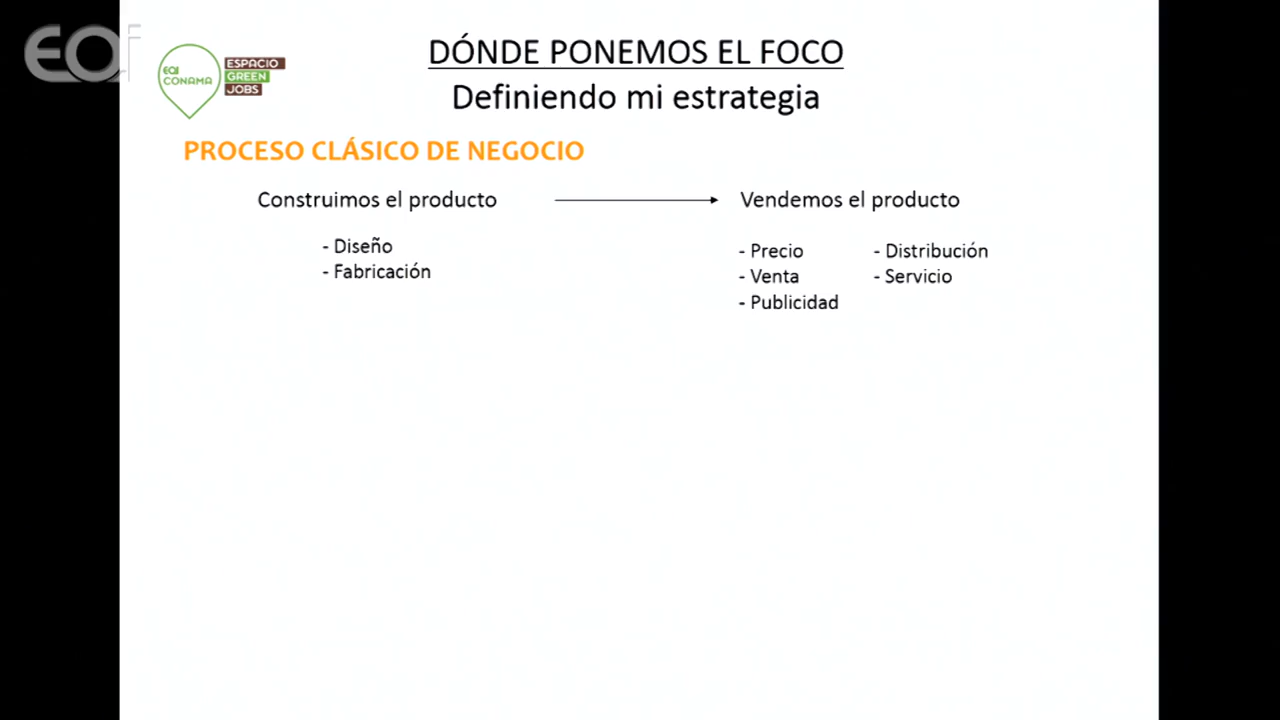 EOi
EOI
CONAMA
ESPACIO
GREEN
JOBS
DÓNDE PONEMOS EL FOCO
Definiendo mi estrategia
PROCESO CLÁSICO DE NEGOCIO
Construimos el producto
Vendemos el producto
- Diseño
- Fabricación
- Precio
- Venta
- Publicidad
- Distribución
- Servicio